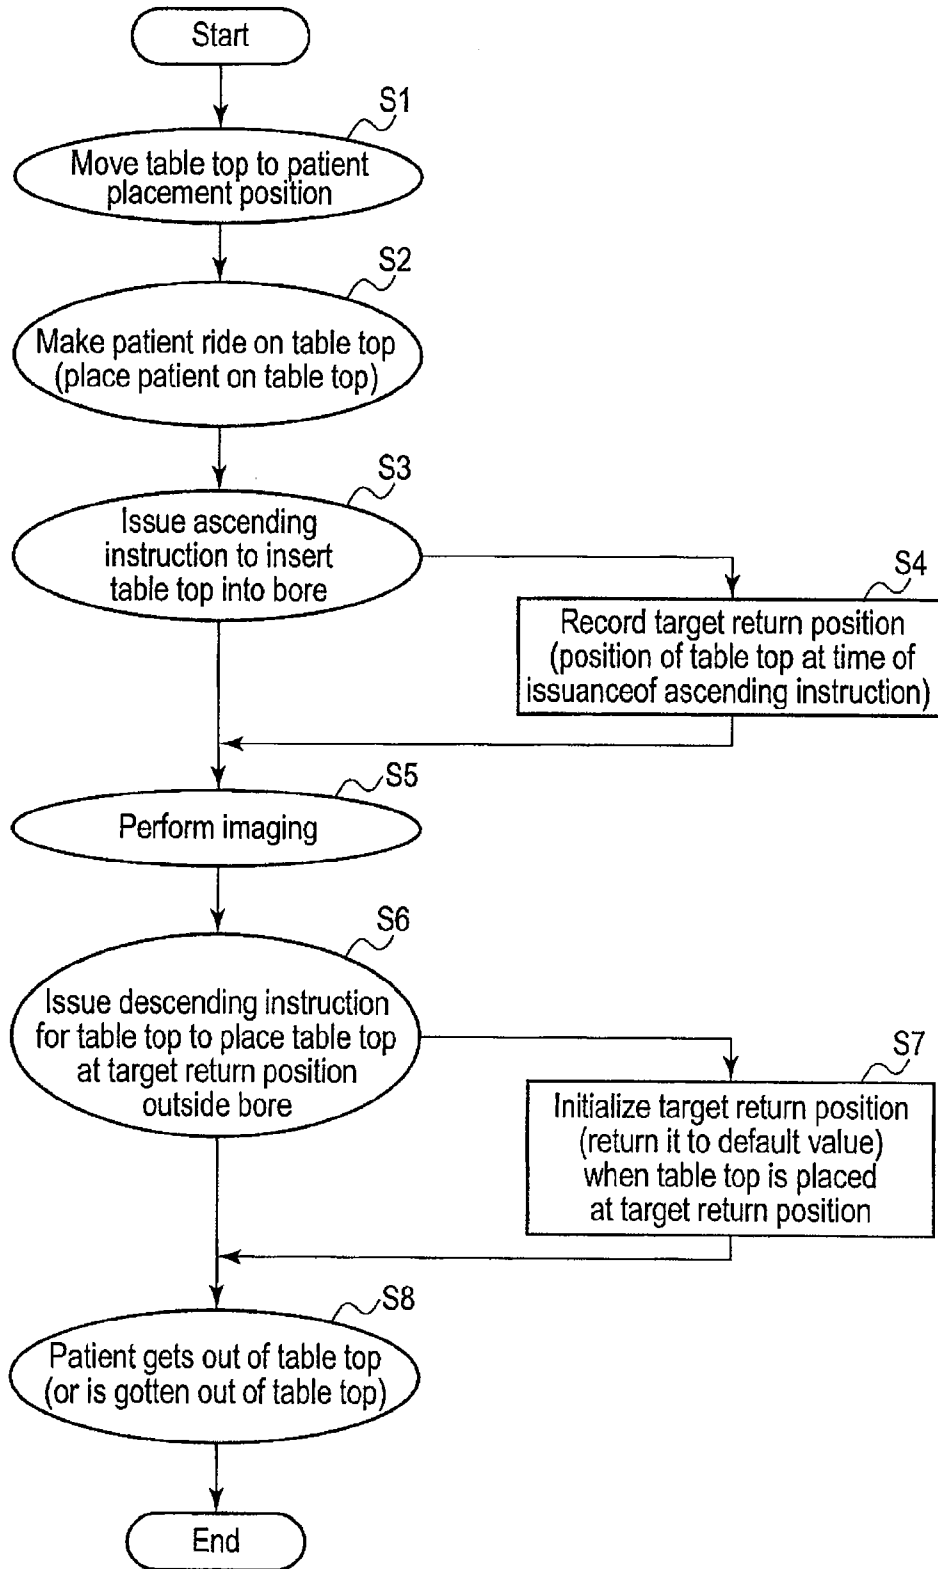 Start
S1
Move table top to patient
placement position
S2
Make patient ride on table top
(place patient on table top)
S3
Issue ascending
instruction to insert
table top into bore
S4
Record target return position
(position of table top at time of
issuanceof ascending instruction)
S5
Perform imaging
S6
Issue descending instruction
for table top to place table top
at target return position
outside bore
S7
Initialize target return position
(return it to default value)
when table top is placed
at target return position
S8
Patient gets out of table top
(or is gotten out of table top)
End